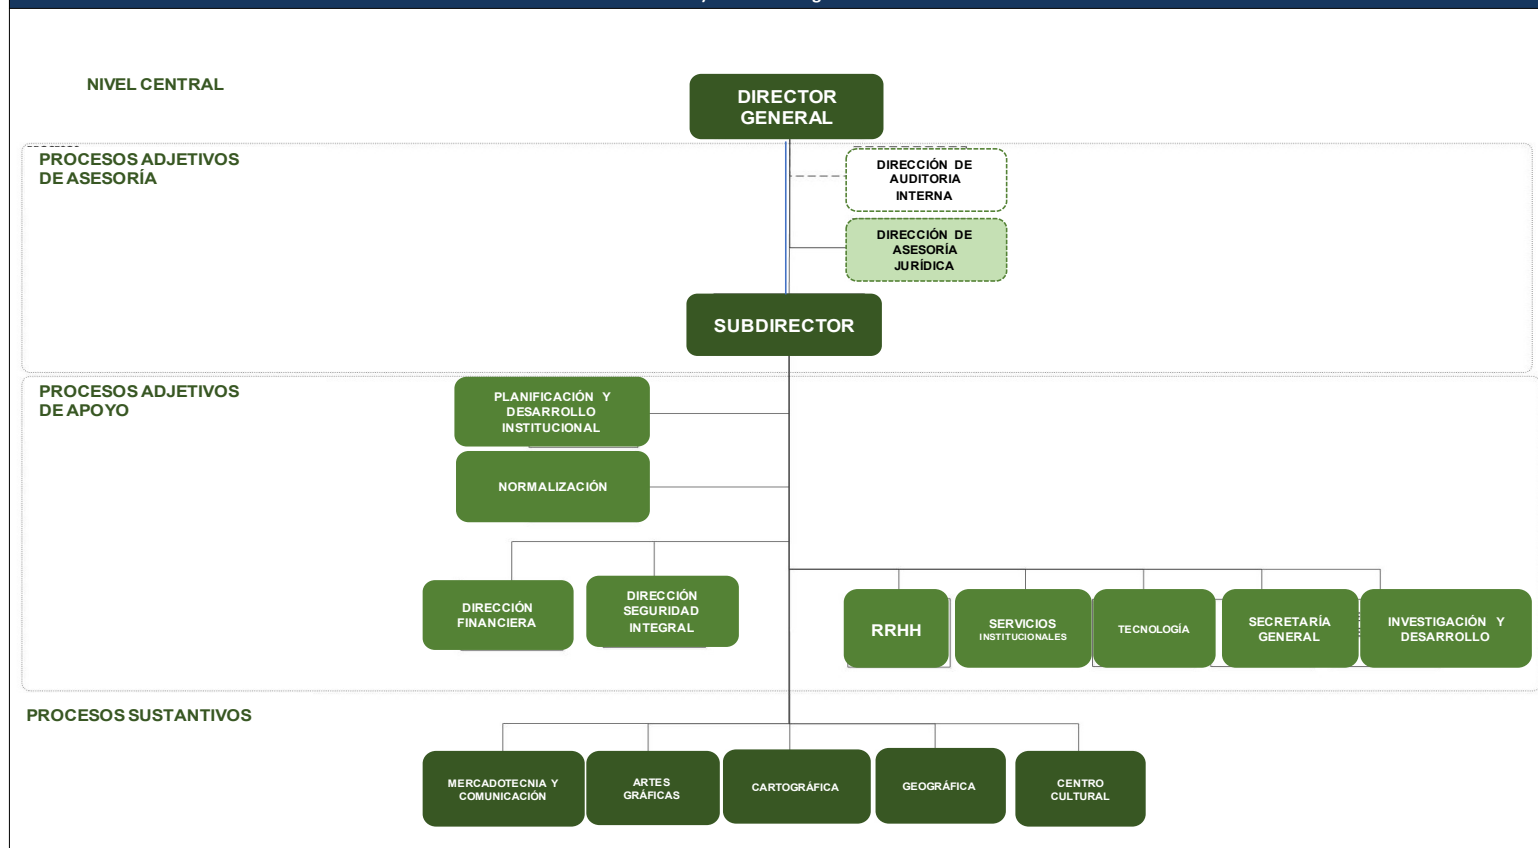 NIVEL CENTRAL
DIRECTOR
GENERAL
PROCESOS ADJETIVOS
DE ASESORÍA
DIRECCIÓN DE
AUDITORIA
INTERNA
DIRECCIÓN DE
ASESORÍA
JURÍDICA
SUBDIRECTOR
PROCESOS ADJETIVOS
DE APOYO
PLANIFICACIÓN Y
DESARROLLO
INSTITUCIONAL
NORMALIZACIÓN
DIRECCIÓN
FINANCIERA
DIRECCIÓN
SEGURIDAD
INTEGRAL
RRHH
SERVICIOS
INSTITUCIONALES
TECNOLOGÍA
SECRETARÍA
GENERAL
INVESTIGACIÓN Y
DESARROLLO
PROCESOS SUSTANTIVOS
MERCADOTECNIA Y
COMUNICACIÓN
ARTES
GRÁFICAS
CARTOGRÁFICA
GEOGRÁFICA
CENTRO
CULTURAL